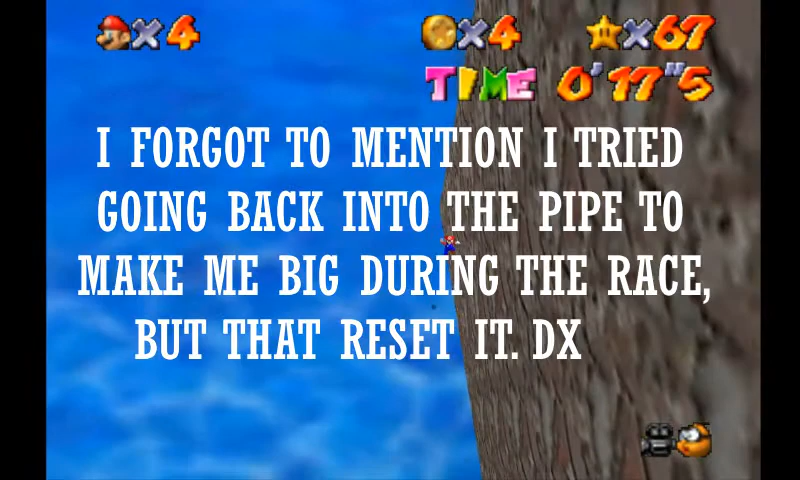 ×4 ×4 ×67
TIME 0'17"5
I FORGOT TO MENTION I TRIED
GOING BACK INTO THE PIPE TO
MAKE ME BIG DURING THE RACE,
BUT THAT RESET IT. DX